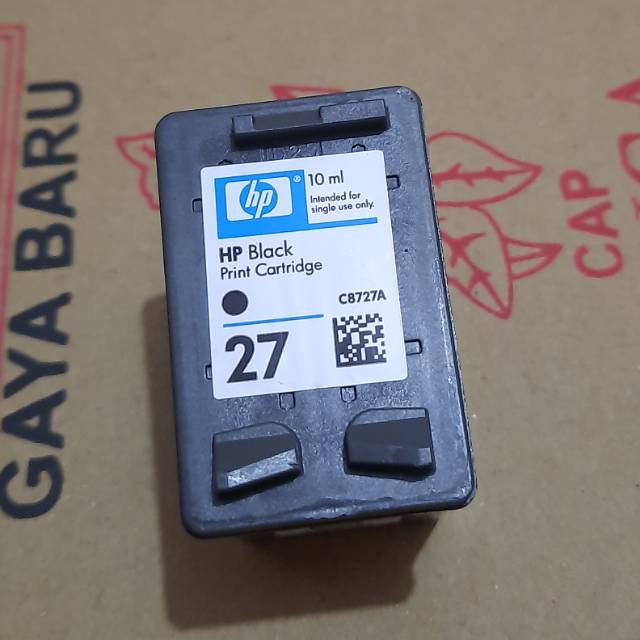 GAYA BARU
hp
10 ml
Intended for
single use only.
HP Black
Print Cartridge
C8727A
27
CAP